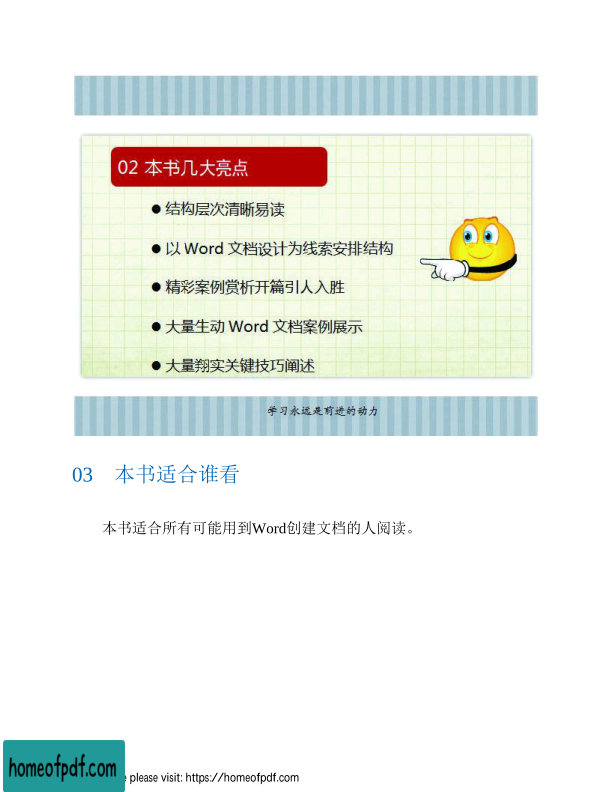 02 本书几大亮点
● 结构层次清晰易读
● 以 Word 文档设计为线索安排结构
● 精彩案例赏析开篇引人入胜
● 大量生动 Word 文档案例展示
● 大量翔实关键技巧阐述
学习永远是前进的动力
03 本书适合谁看
本书适合所有可能用到Word创建文档的人阅读。
homeofpdf.com
please visit: https://homeofpdf.com